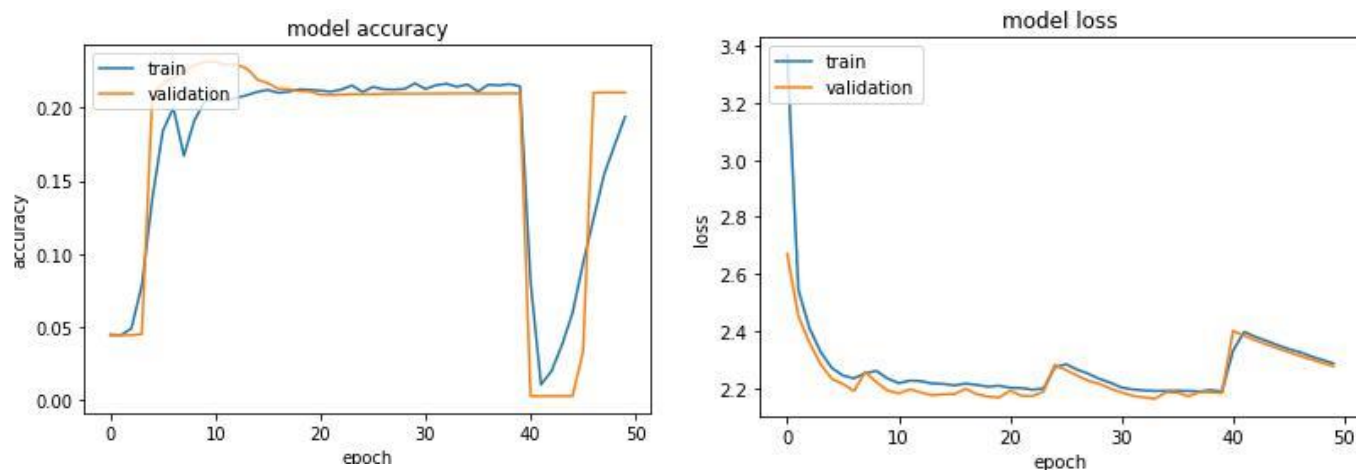 model accuracy
train
validation
0.20
0.15
0.10
0.05
0.00
accuracy
0 10 20 30 40 50
epoch
model loss
train
validation
3.4
3.2
3.0
2.8
2.6
2.4
2.2
loss
0 10 20 30 40 50
epoch